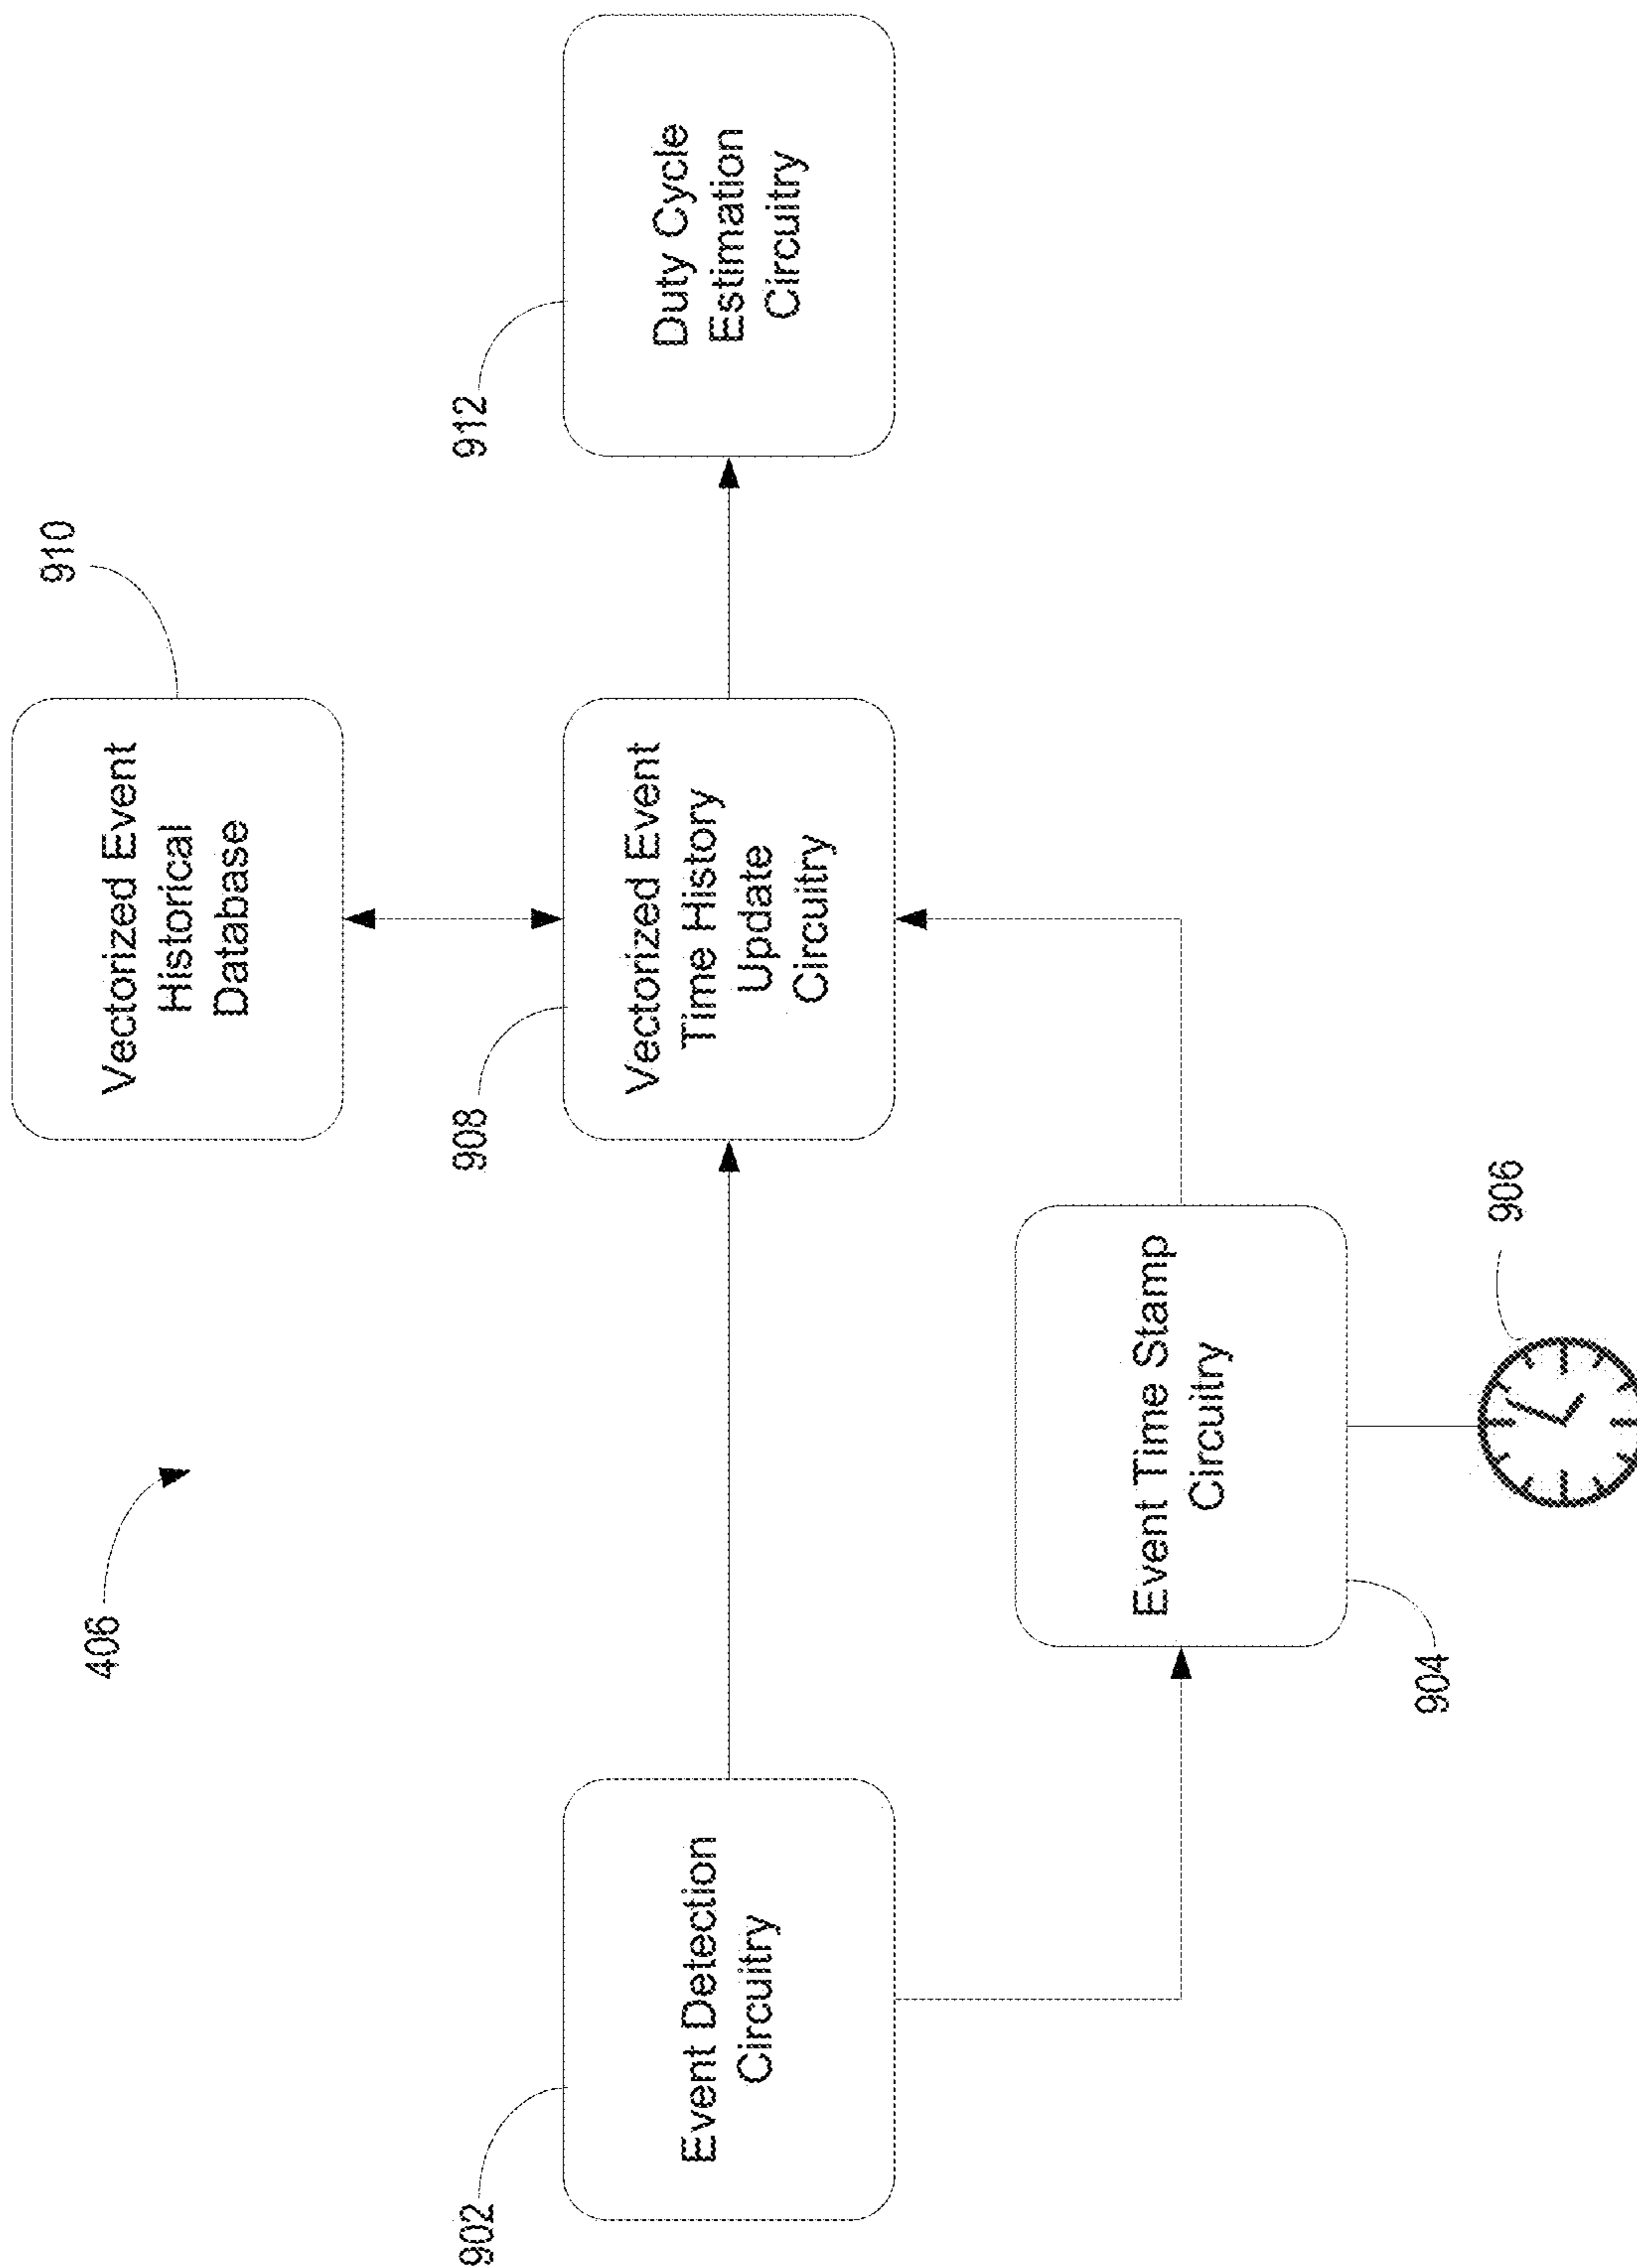 406
910
Vectorized Event
Historical
Database
902
Event Detection
Circuitry
908
Vectorized Event
Time History
Update
Circuitry
912
Duty Cycle
Estimation
Circuitry
Event Time Stamp
Circuitry
904
906